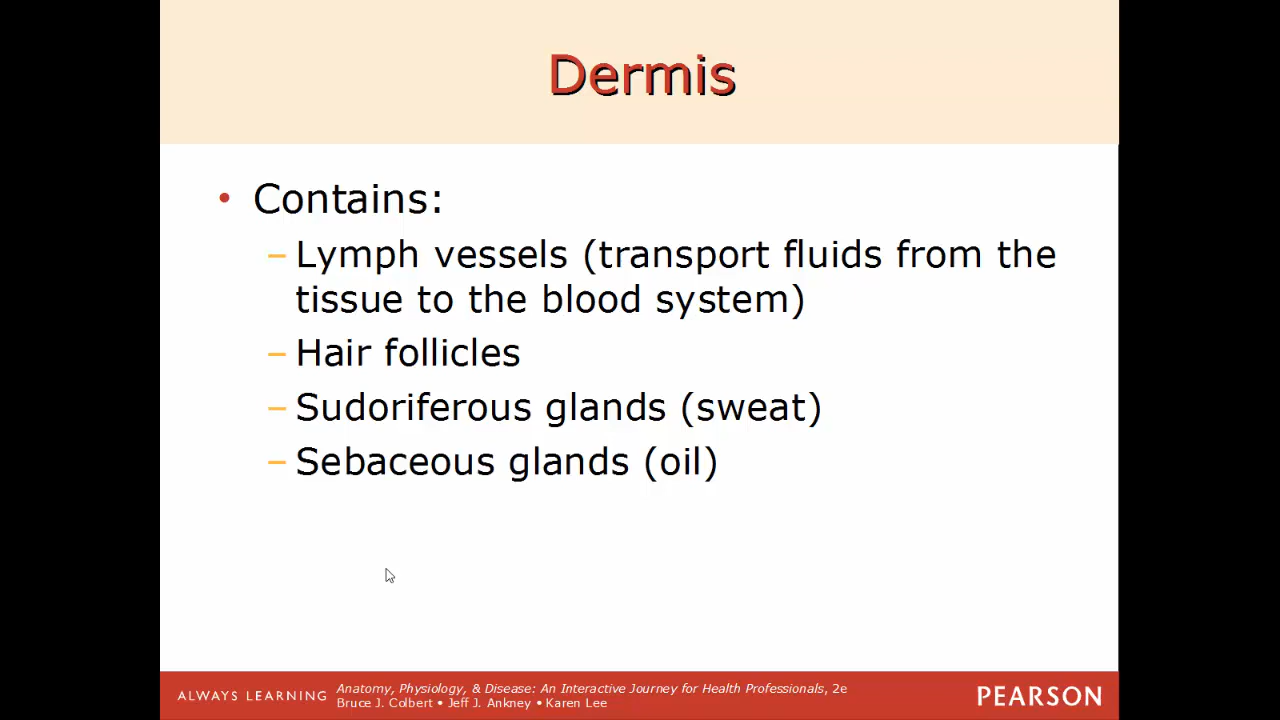 Dermis
• Contains:
– Lymph vessels (transport fluids from the
tissue to the blood system)
– Hair follicles
– Sudoriferous glands (sweat)
– Sebaceous glands (oil)
ALWAYS LEARNING
Anatomy, Physiology, & Disease: An Interactive Journey for Health Professionals, 2e
Bruce J. Colbert • Jeff J. Ankney • Karen Lee
PEARSON